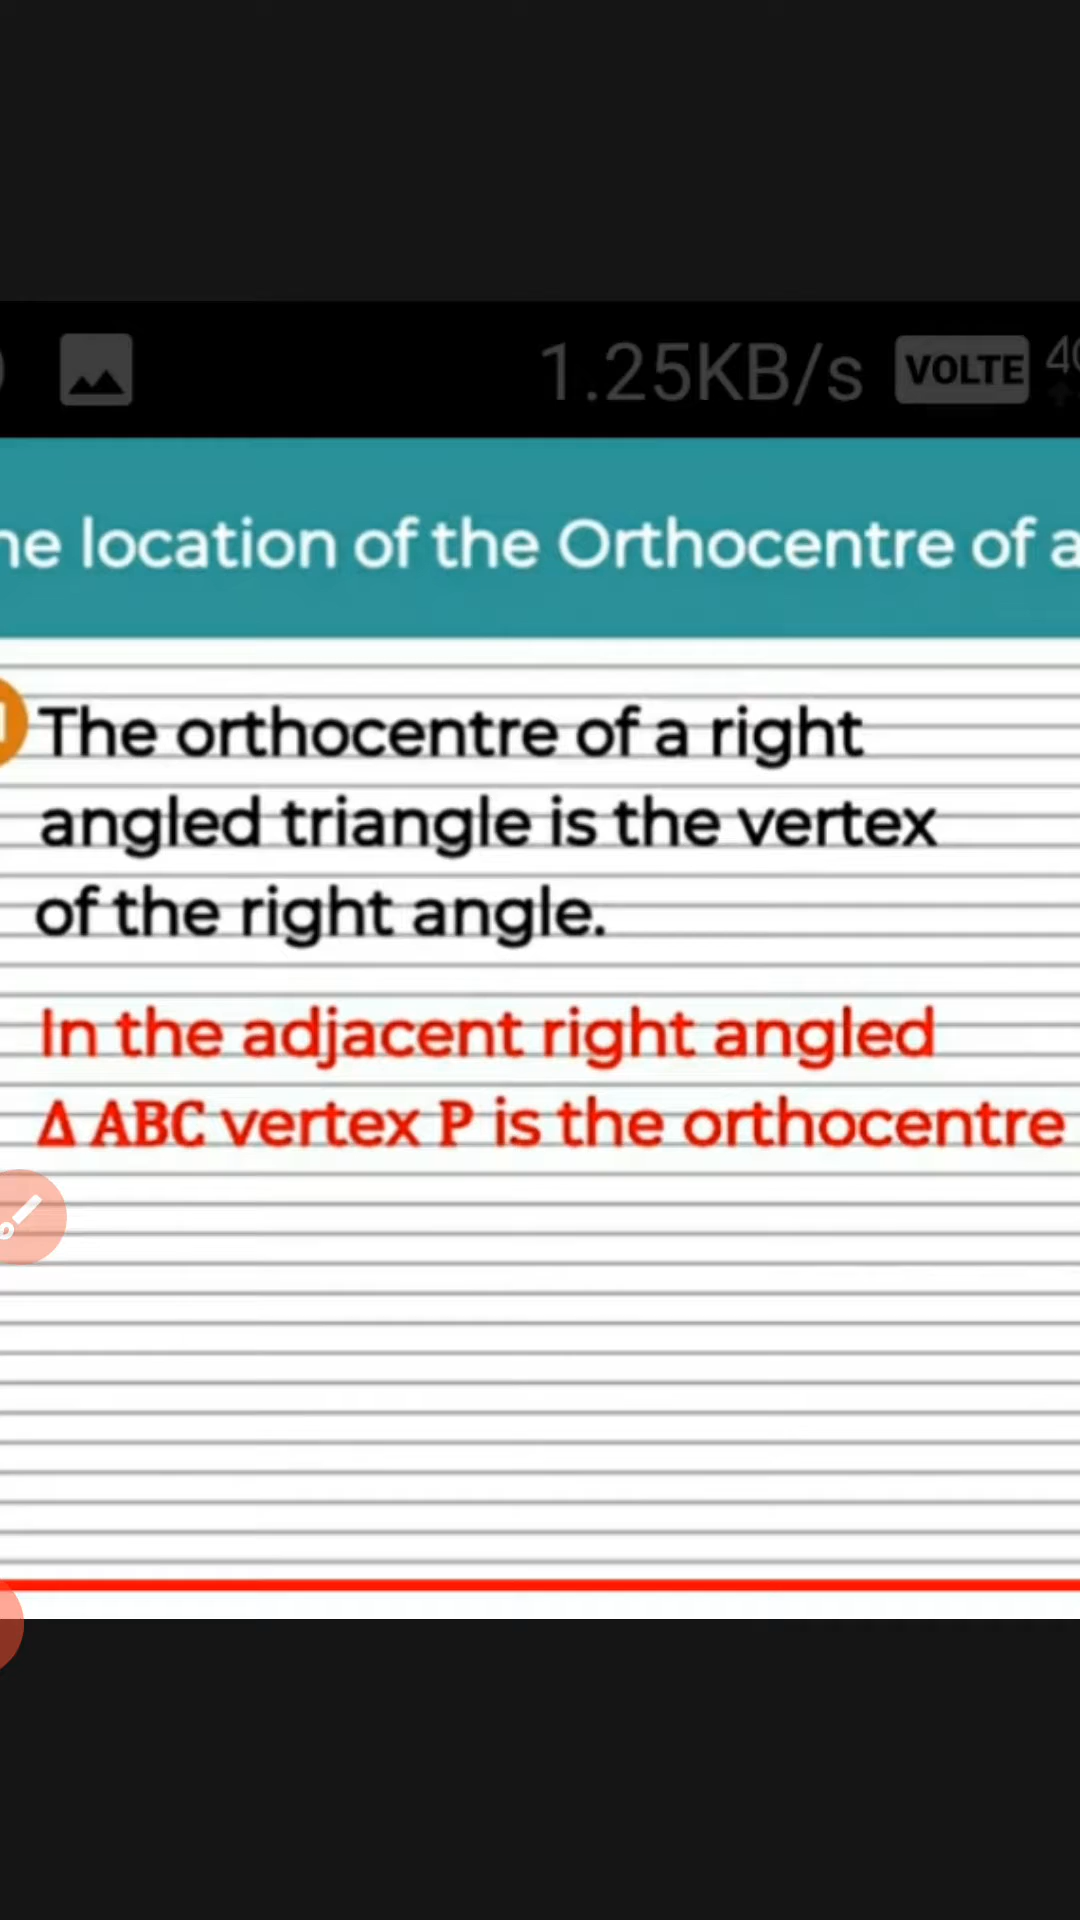 1.25KB/s VOLTE
location of the Orthocentre of
The orthocentre of a right
angled triangle is the vertex
of the right angle.
In the adjacent right angled
Δ ABC vertex P is the orthocentre